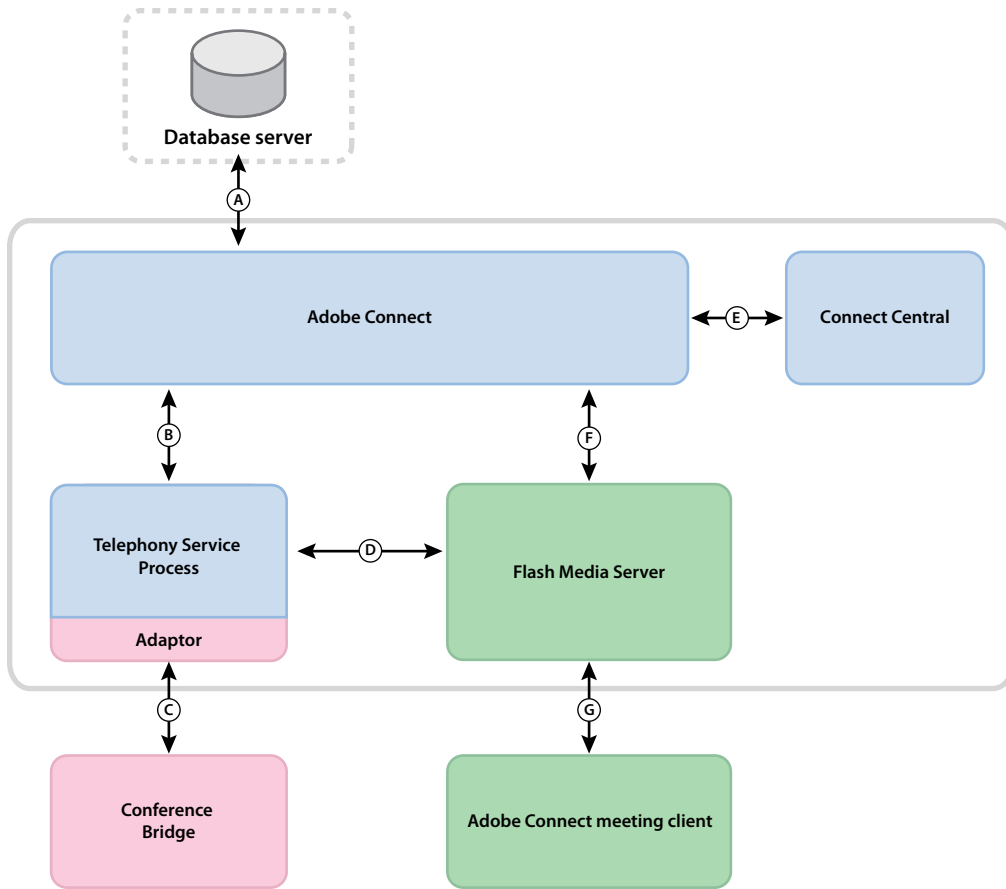 Database server
A
Adobe Connect
E
Connect Central
B
F
Telephony Service
Process
D
Flash Media Server
Adaptor
C
G
Conference
Bridge
Adobe Connect meeting client